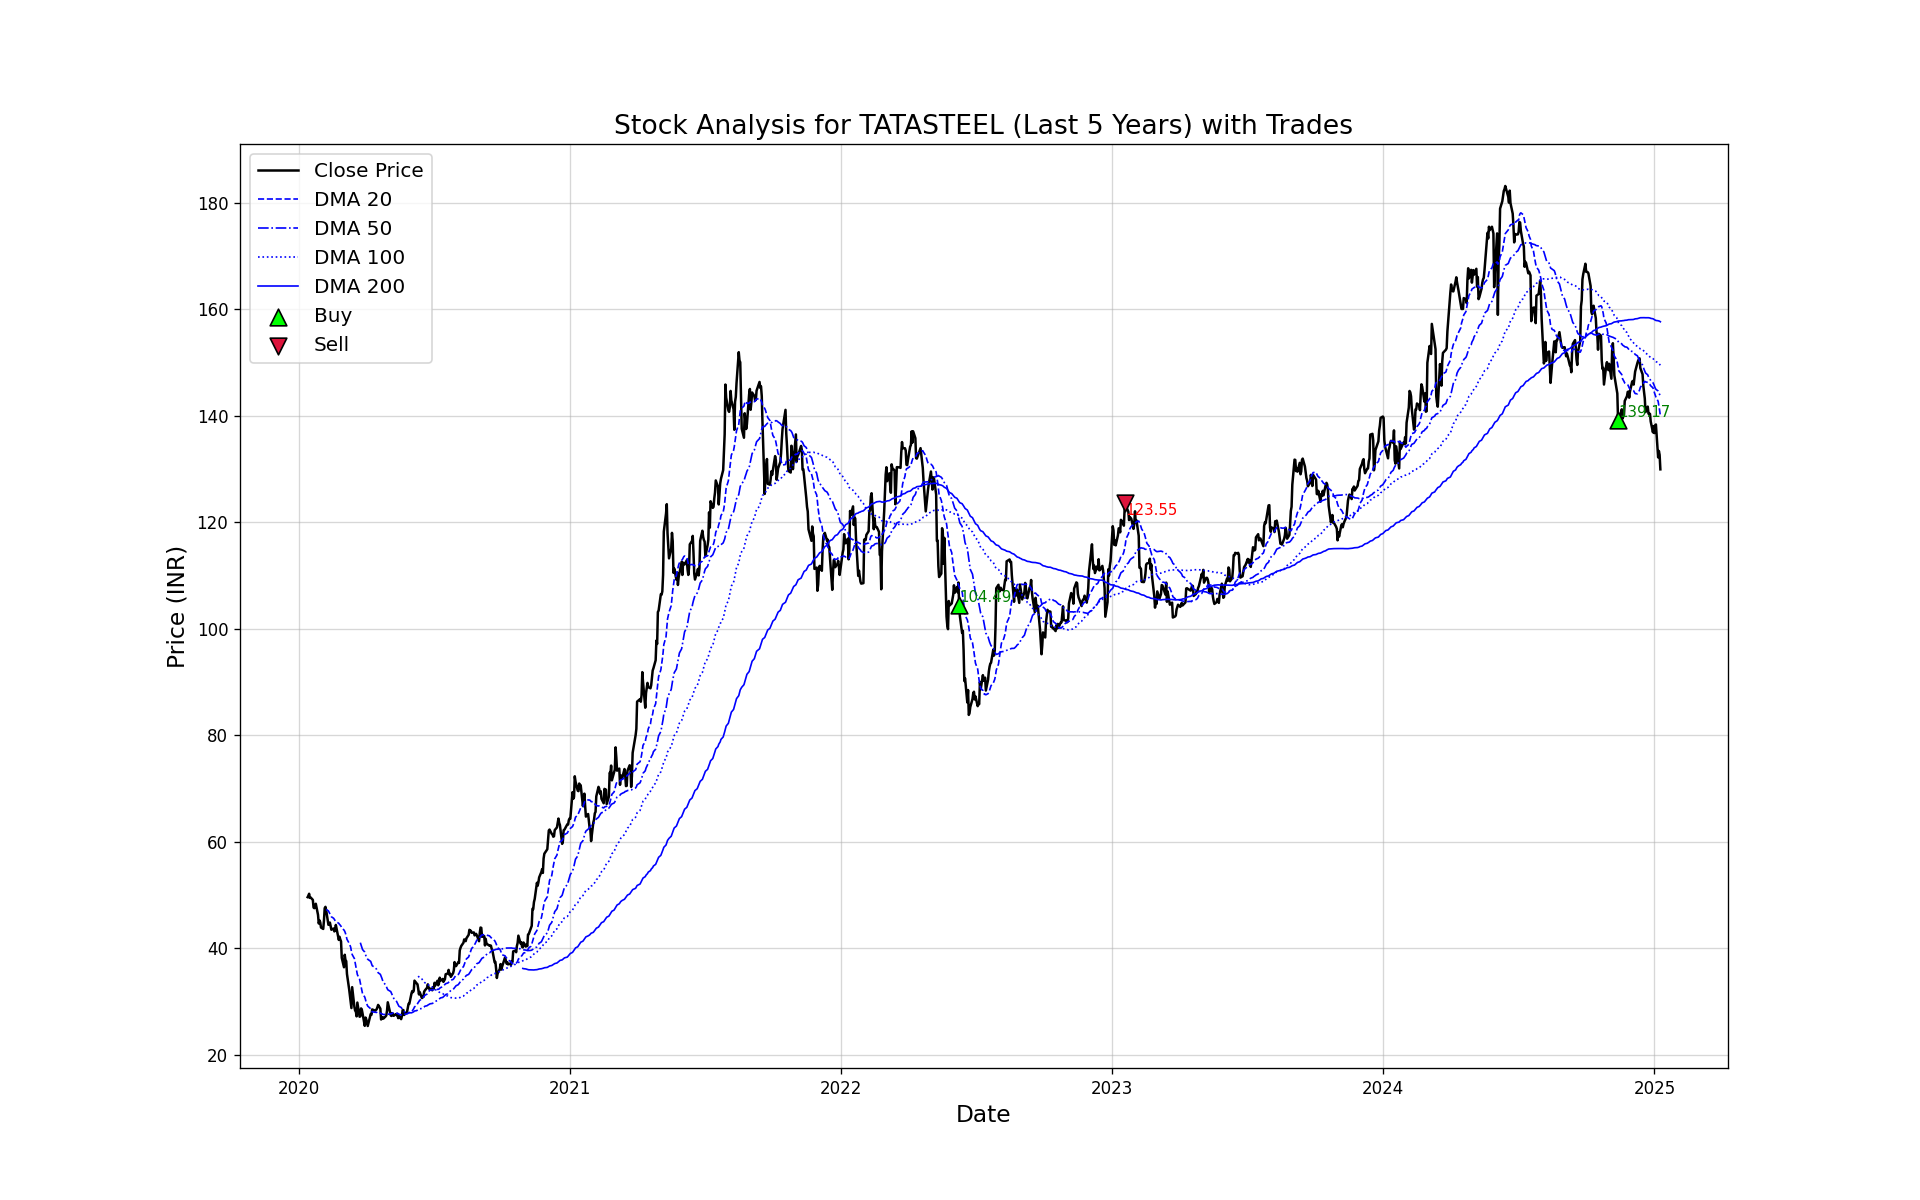 Stock Analysis for TATASTEEL (Last 5 Years) with Trades
Close Price
DMA 20
DMA 50
DMA 100
DMA 200
Buy
Sell
180
160
140
120
100
80
60
40
20
Price (INR)
139.17
123.55
104.49
2020
2021
2022
2023
2024
2025
Date